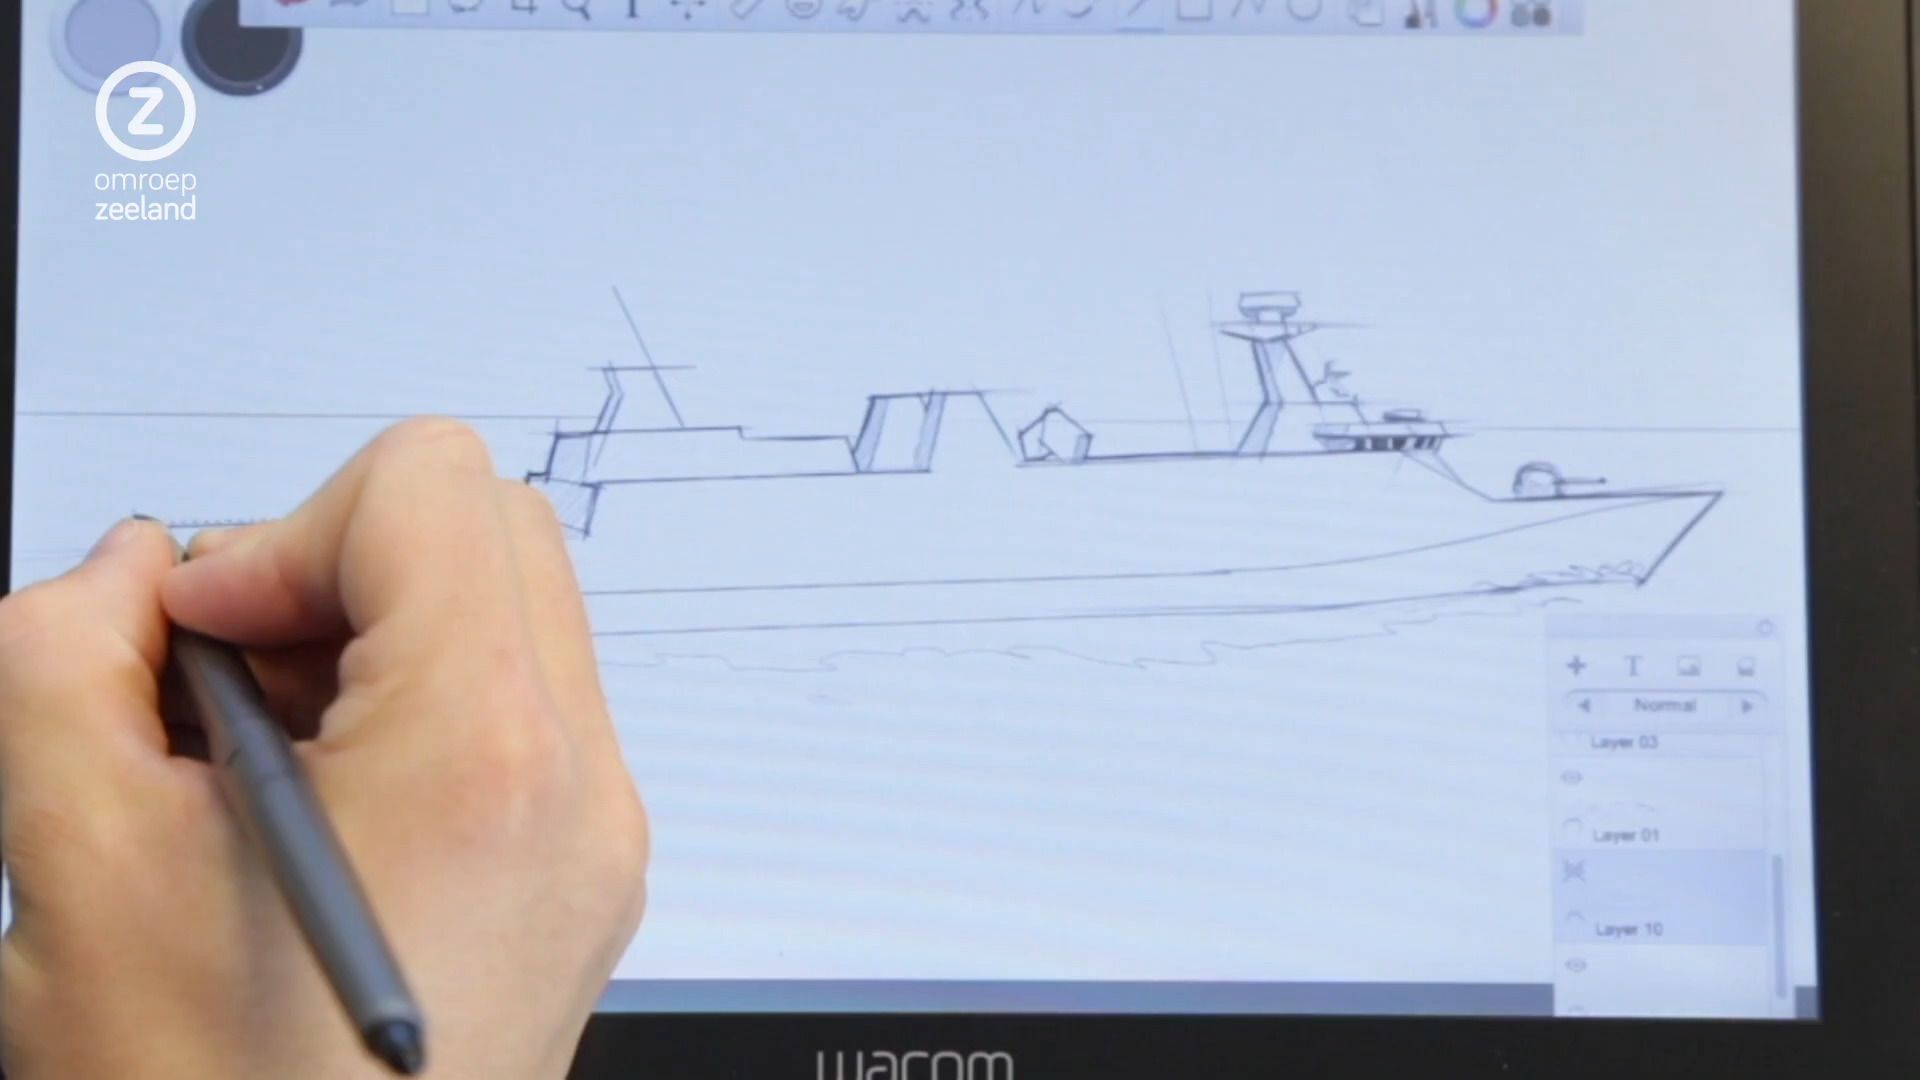 Z
omroep
zeeland
T
Normal
Layer 03
Layer 01
Layer 10
wacom